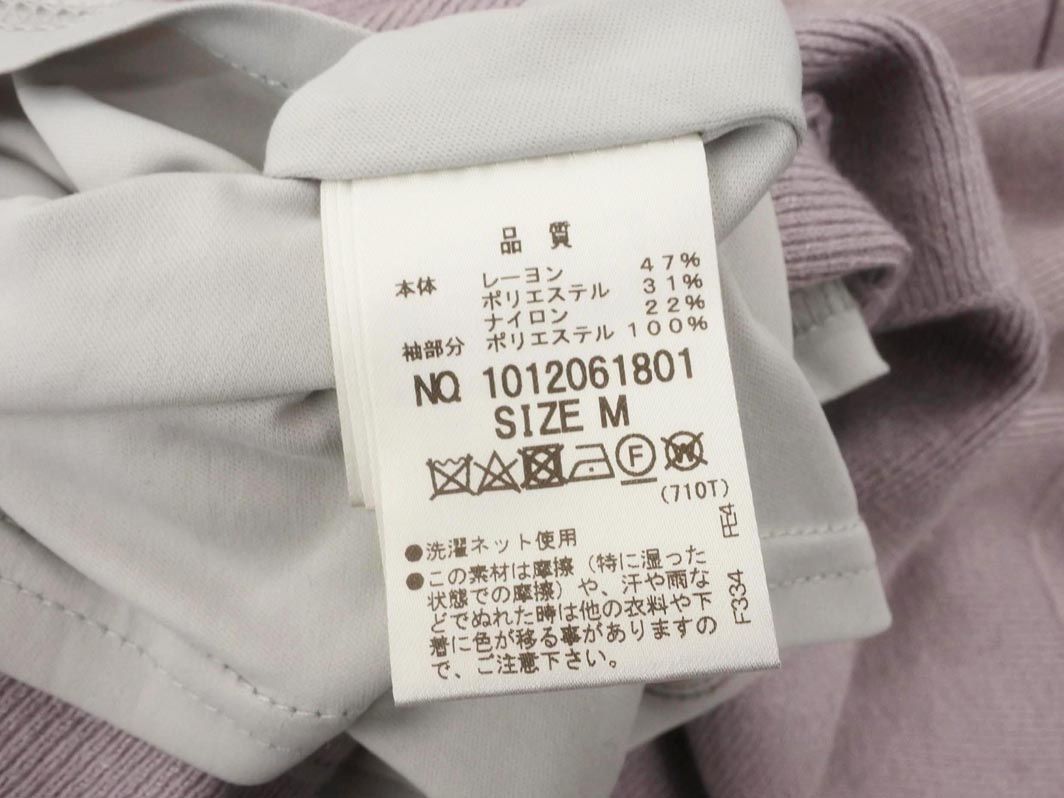 品質
本体 レーヨン 47%
ポリエステル 31%
ナイロン 22%
袖部分 ポリエステル 100%
NO. 1012061801
SIZE M
F W
(710T)
●洗濯ネット使用
●この素材は摩擦（特に湿った
状態での摩擦）や、汗や雨な
どでぬれた時は他の衣料や下
着に色が移る事がありますの
で、ご注意下さい。
F334 FE4